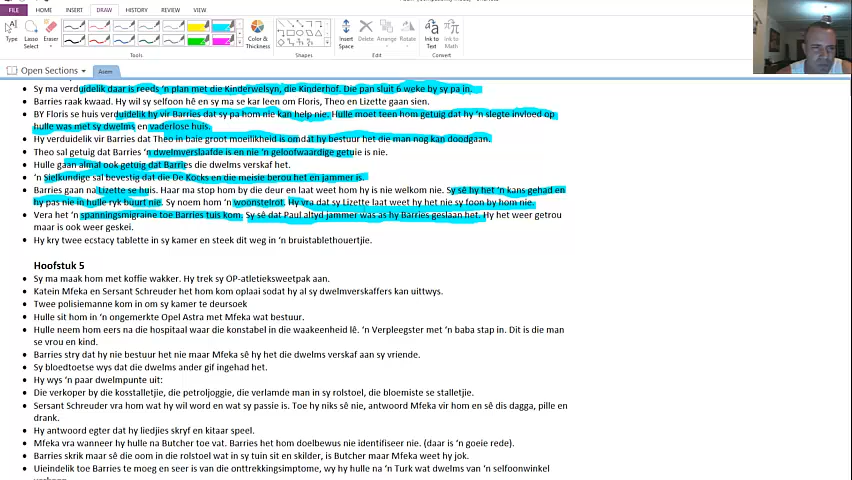 FILE HOME INSERT DRAW HISTORY REVIEW VIEW
Type Lasso Select Eraser Color & Thickness Insert Space Delete Arrange Rotate Ink to Text Ink to Math
Tools Shapes Edit Convert
Open Sections Asem
• Sy ma verduidelik daar is reeds 'n plan met die Kinderwelsyn, die Kinderhof. Die pan sluit 6 weke by sy pa in.
• Barries raak kwaad. Hy wil sy selfoon hê en sy ma se kar leen om Floris, Theo en Lizette gaan sien.
• BY Floris se huis verduidelik hy vir Barries dat sy pa hom nie kan help nie. Hulle moet teen hom getuig dat hy 'n slegte invloed op
hulle was met sy dwelms en vaderlose huis.
• Hy verduidelik vir Barries dat Theo in baie groot moeilikheid is omdat hy bestuur het die man nog kan doodgaan.
• Theo sal getuig dat Barries 'n dwelmverslaafde is en nie 'n geloofwaardige getuie is nie.
• Hulle gaan almal ook getuig dat Barries die dwelms verskaf het.
• 'n Sielkundige sal bevestig dat die De Kocks en die meisie berou het en jammer is.
• Barries gaan na Lizette se huis. Haar ma stop hom by die deur en laat weet hom hy is nie welkom nie. Sy sê hy het 'n kans gehad en
hy pas nie in hulle ryk buurt nie. Sy noem hom 'n woonstelrot. Hy vra dat sy Lizette laat weet hy het nie sy foon by hom nie.
• Vera het 'n spanningsmigraine toe Barries tuis kom. Sy sê dat Paul altyd jammer was as hy Barries geslaan het. Hy het weer getrou
maar is ook weer geskei.
• Hy kry twee ecstacy tablette in sy kamer en steek dit weg in 'n bruistablethouertjie.
Hoofstuk 5
• Sy ma maak hom met koffie wakker. Hy trek sy OP-atletieksweetpak aan.
• Katein Mfeka en Sersant Schreuder het hom kom oplaai sodat hy al sy dwelmverskaffers kan uitwys.
• Twee polisiemanne kom in om sy kamer te deursoek
• Hulle sit hom in 'n ongemerkte Opel Astra met Mfeka wat bestuur.
• Hulle neem hom eers na die hospitaal waar die konstabel in die waakeenheid lê. 'n Verpleegster met 'n baba stap in. Dit is die man
se vrou en kind.
• Barries stry dat hy nie bestuur het nie maar Mfeka sê hy het die dwelms verskaf aan sy vriende.
• Sy bloedtoetse wys dat die dwelms ander gif ingehad het.
• Hy wys 'n paar dwelmpunte uit:
• Die verkoper by die kosstalletjie, die petroljoggie, die verlamde man in sy rolstoel, die bloemiste se stalletjie.
• Sersant Schreuder vra hom wat hy wil word en wat sy passie is. Toe hy niks sê nie, antwoord Mfeka vir hom en sê dis dagga, pille en
drank.
• Hy antwoord egter dat hy liedjies skryf en kitaar speel.
• Mfeka vra wanneer hy hulle na Butcher toe vat. Barries het hom doelbewus nie identifiseer nie. (daar is 'n goeie rede).
• Barries skrik maar sê die oom in die rolstoel wat in sy tuin sit en skilder, is Butcher maar Mfeka weet hy jok.
• Uieindelik toe Barries te moeg en seer is van die onttrekkingsimptome, wy hy hulle na 'n Turk wat dwelms van 'n selfoonwinkel